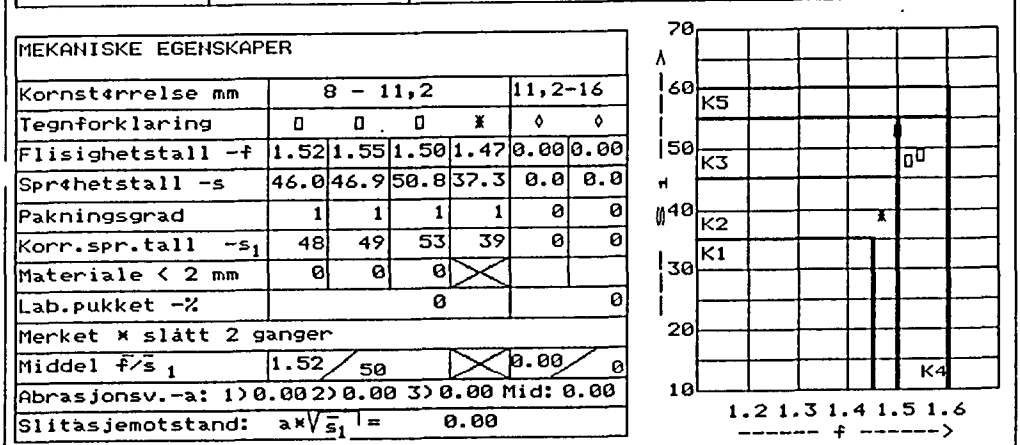 MEKANISKE EGENSKAPER
Kornst¢rrelse mm 8 - 11,2 11,2-16
Tegnforklaring ▯ ▯ ▯ * ◊ ◊
Flisighetstall -f 1.52 1.55 1.50 1.47 0.00 0.00
Spr¢hetstall -s 46.0 46.9 50.8 37.3 0.0 0.0
Pakningsgrad 1 1 1 1 0 0
Korr.spr.tall -s1 48 49 53 39 0 0
Materiale < 2 mm 0 0 0
Lab.pukket -% 0 0
Merket * slått 2 ganger
Middel f̄/s̄ 1 1.52 / 50 0.00 / 0
Abrasjonsv.-a: 1)0.00 2)0.00 3)0.00 Mid: 0.00
Slitasjemotstand: a*√s̄1 = 0.00
70
60
K5
50
K3
40
K2
K1
30
20
K4
10
1.2 1.3 1.4 1.5 1.6
------ f ------>